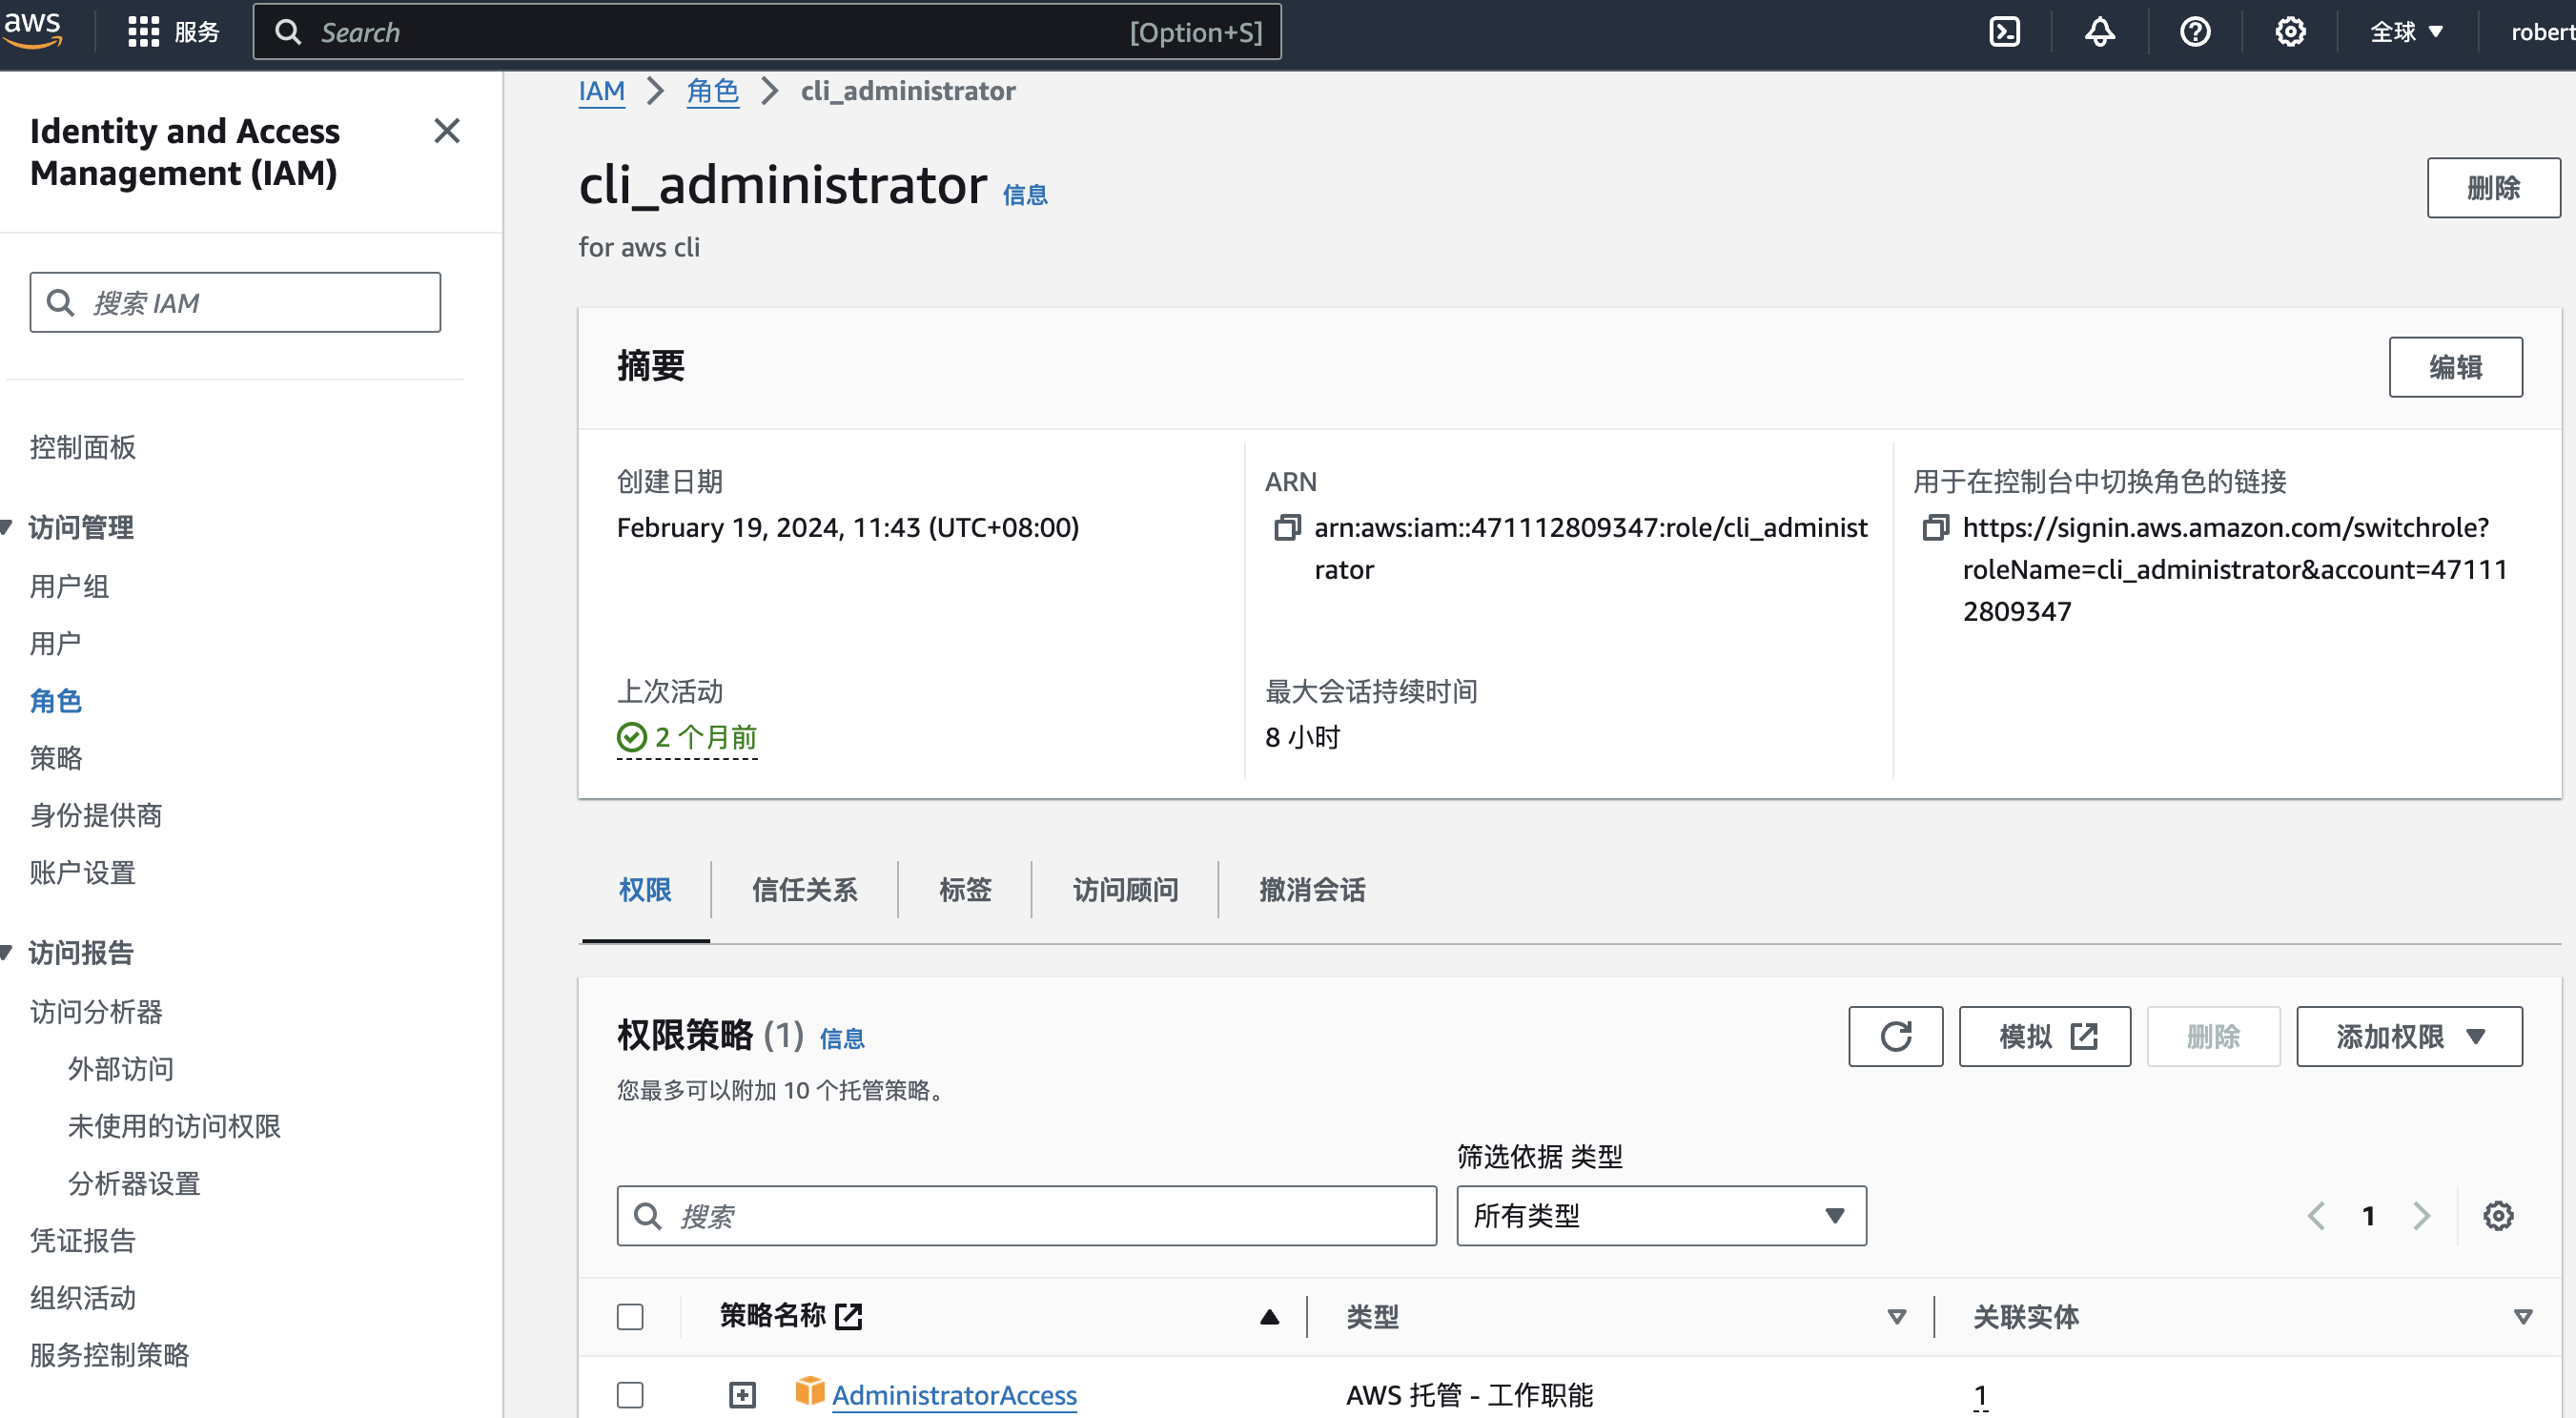 aws
服务
Search
[Option+S]
全球
robert
Identity and Access
Management (IAM)
搜索 IAM
控制面板
访问管理
用户组
用户
角色
策略
身份提供商
账户设置
访问报告
访问分析器
外部访问
未使用的访问权限
分析器设置
凭证报告
组织活动
服务控制策略
IAM 角色 cli_administrator
cli_administrator 信息
删除
for aws cli
摘要
编辑
创建日期
February 19, 2024, 11:43 (UTC+08:00)
ARN
arn:aws:iam::471112809347:role/cli_administ
rator
用于在控制台中切换角色的链接
https://signin.aws.amazon.com/switchrole?
roleName=cli_administrator&account=47111
2809347
上次活动
2 个月前
最大会话持续时间
8 小时
权限
信任关系
标签
访问顾问
撤消会话
权限策略 (1) 信息
模拟
删除
添加权限
您最多可以附加 10 个托管策略。
筛选依据 类型
搜索
所有类型
1
策略名称
类型
关联实体
AdministratorAccess
AWS 托管 - 工作职能
1